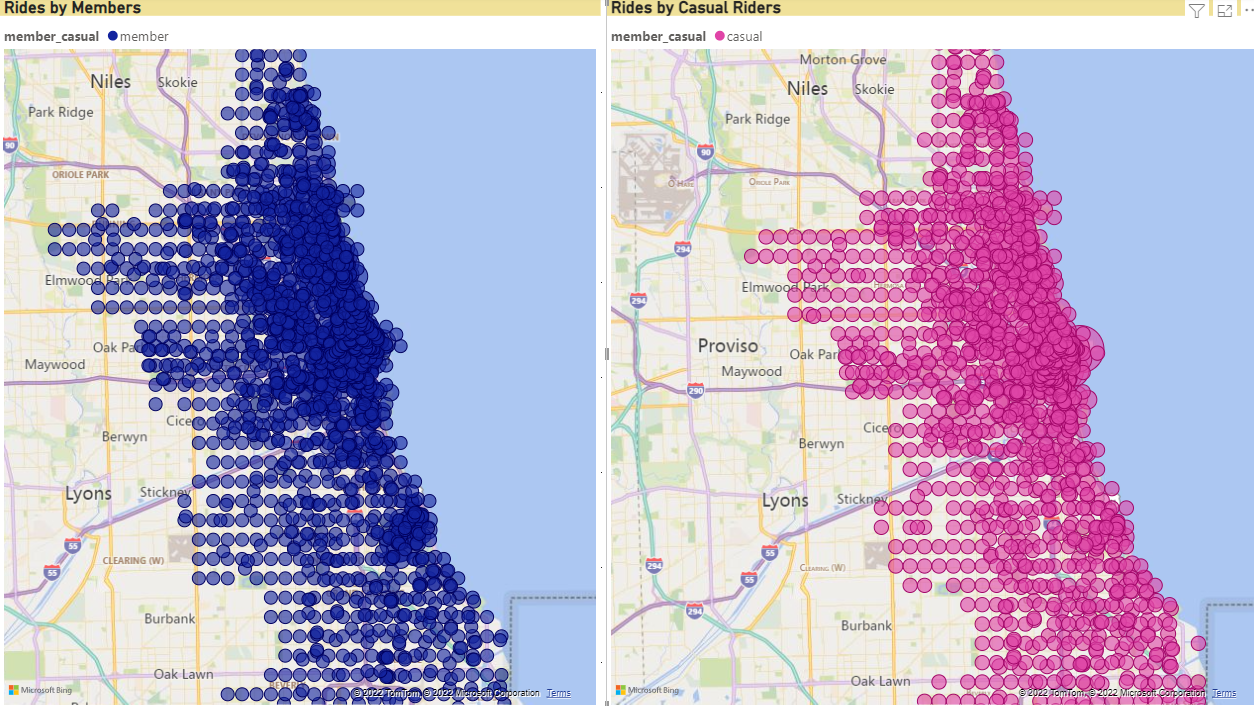 Rides by Members
member_casual member
Niles
Skokie
Park Ridge
90
ORIOLE PARK
Elmwood Park
Oak Par
Maywood
Cice
Berwyn
Lyons
Stickney
55
CLEARING (W)
55
Burbank
Oak Lawn
Microsoft Bing
© 2022 TomTom, © 2022 Microsoft Corporation Terms
Rides by Casual Riders
member_casual casual
Morton Grove
Niles
Skokie
Park Ridge
90
O'HARE
ORIOLE PARK
294
Elmwood Park
294
Proviso
Oak Par
Maywood
290
Cice
Berwyn
Lyons
Stickney
55
294
CLEARING (W)
55
294
Burbank
Oak Lawn
Microsoft Bing
© 2022 TomTom, © 2022 Microsoft Corporation Terms